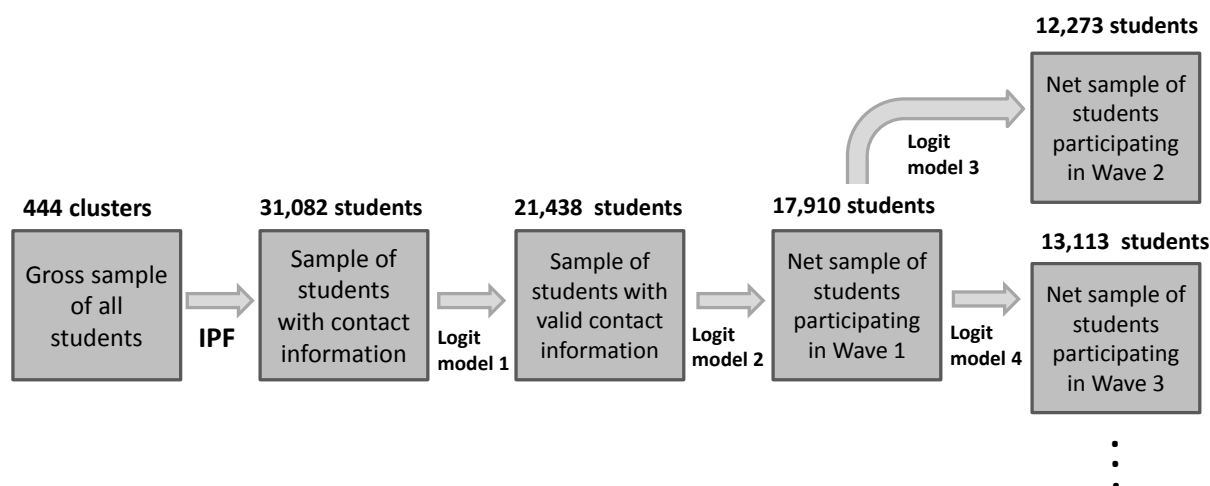 12,273 students
Net sample of
students
participating
in Wave 2
Logit
model 3
444 clusters
Gross sample
of all
students
IPF
31,082 students
Sample of
students
with contact
information
Logit
model 1
21,438 students
Sample of
students with
valid contact
information
Logit
model 2
17,910 students
Net sample of
students
participating
in Wave 1
Logit
model 4
13,113 students
Net sample of
students
participating
in Wave 3